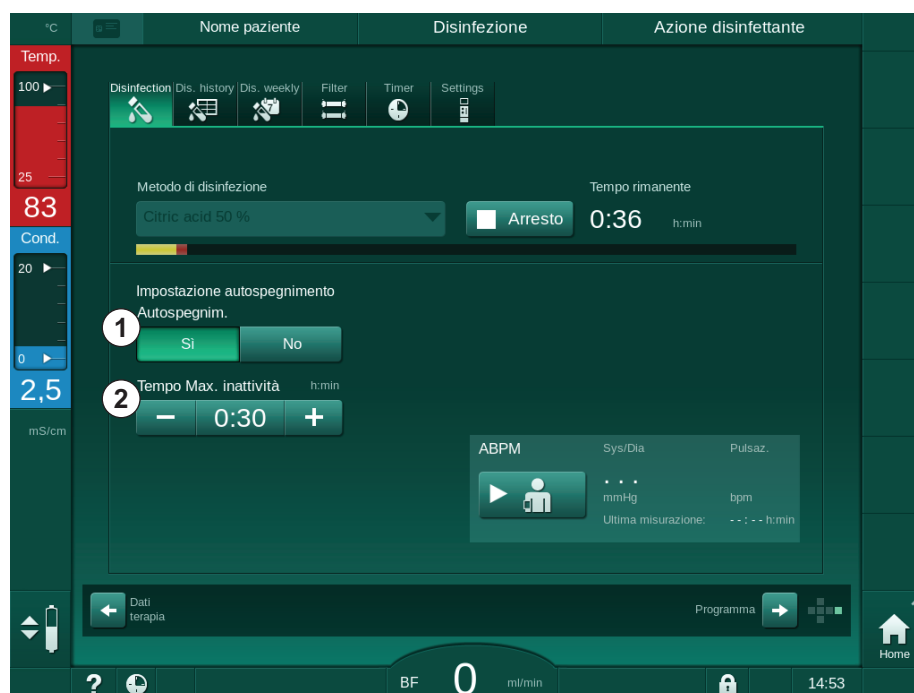 °C
Nome paziente
Disinfezione
Azione disinfettante
Temp.
100
25
83
Cond.
20
0
2,5
mS/cm
Disinfection
Dis. history
Dis. weekly
Filter
Timer
Settings
Metodo di disinfezione
Tempo rimanente
Citric acid 50 %
Arresto
0:36
h:min
Impostazione autospegnimento
Autospegnim.
1
Sì
No
2
Tempo Max. inattività
h:min
0:30
ABPM
Sys/Dia
Pulsaz.
. . .
mmHg
bpm
Ultima misurazione:
--:-- h:min
Dati
terapia
Programma
Home
?
BF
0
ml/min
14:53